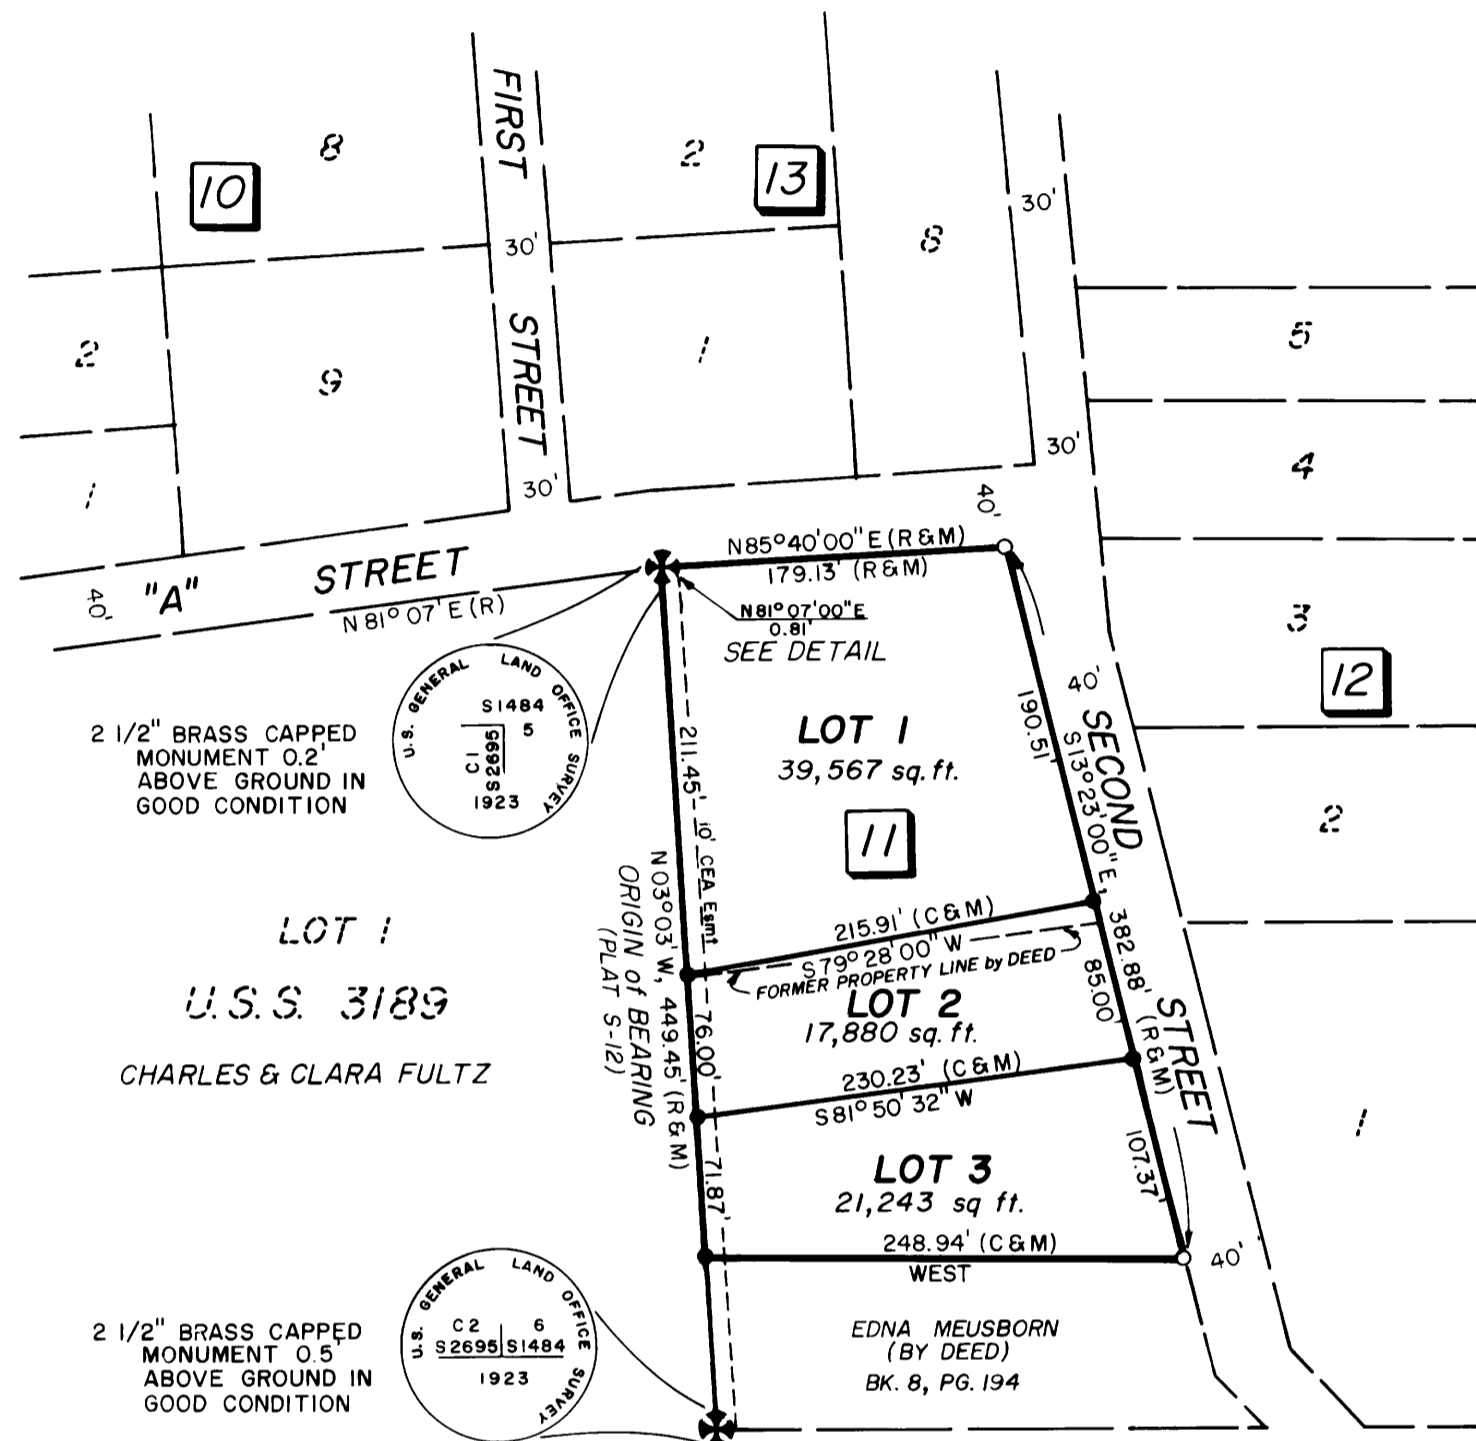 FIRST STREET
8
10
2
13
8
30'
30'
2
9
1
5
30'
1
30'
4
40'
40'
"A" STREET
N 81° 07' E (R)
N85°40'00" E (R & M)
179.13' (R & M)
N81°07'00"E
0.81'
SEE DETAIL
3
12
40'
SECOND STREET
190.51'
S13°23'00"E, 382.88' (R & M)
2 1/2" BRASS CAPPED
MONUMENT 0.2'
ABOVE GROUND IN
GOOD CONDITION
U.S. GENERAL LAND OFFICE SURVEY
S1484
5
C1
S2695
1923
211.45'
10' CEA Esmt
LOT 1
39,567 sq. ft.
11
2
N03°03' W, 449.45' (R & M)
ORIGIN of BEARING
(PLAT S-12)
LOT 1
U.S.S. 3189
CHARLES & CLARA FULTZ
215.91' (C & M)
S79°28'00" W
FORMER PROPERTY LINE by DEED
LOT 2
17,880 sq. ft.
76.00'
85.00'
230.23' (C & M)
S81°50'32" W
1
LOT 3
21,243 sq ft.
71.87'
107.37'
248.94' (C & M)
WEST
40'
2 1/2" BRASS CAPPED
MONUMENT 0.5'
ABOVE GROUND IN
GOOD CONDITION
U.S. GENERAL LAND OFFICE SURVEY
C2 6
S2695 S1484
1923
EDNA MEUSBORN
(BY DEED)
BK. 8, PG. 194